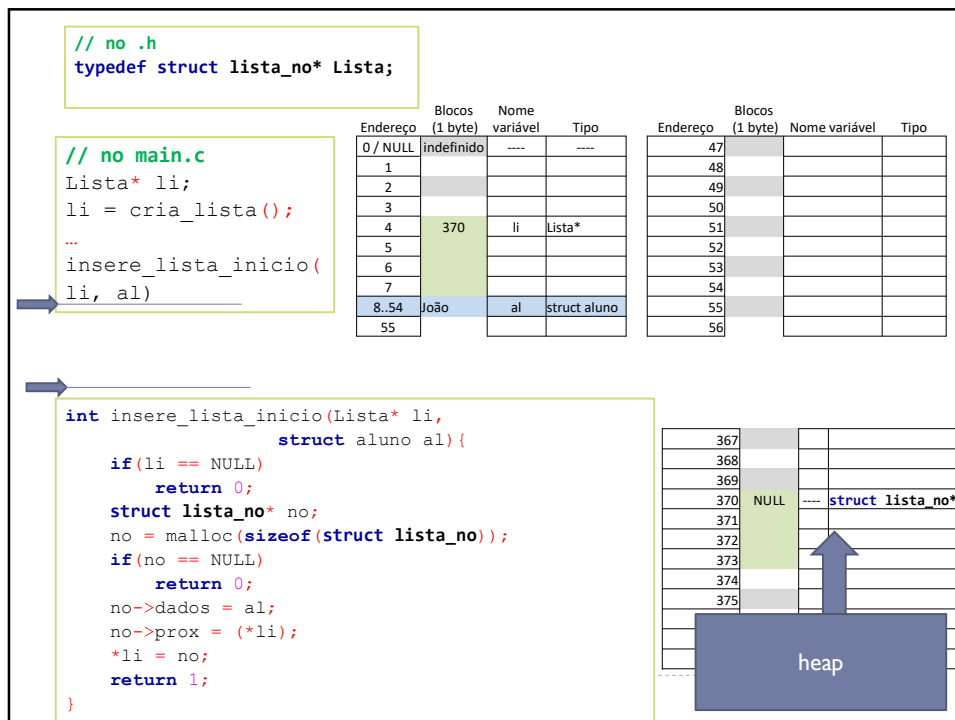 // no .h
typedef struct lista_no* Lista;
// no main.c
Lista* li;
li = cria_lista();
…
insere_lista_inicio(
li, al)
Blocos Nome
Endereço (1 byte) variável Tipo
0 / NULL indefinido ---- ----
1
2
3
4 370 li Lista*
5
6
7
8..54 João al struct aluno
55
Blocos
Endereço (1 byte) Nome variável Tipo
47
48
49
50
51
52
53
54
55
56
int insere_lista_inicio(Lista* li,
struct aluno al){
if(li == NULL)
return 0;
struct lista_no* no;
no = malloc(sizeof(struct lista_no));
if(no == NULL)
return 0;
no->dados = al;
no->prox = (*li);
*li = no;
return 1;
}
367
368
369
370 NULL ---- struct lista_no*
371
372
373
374
375
heap